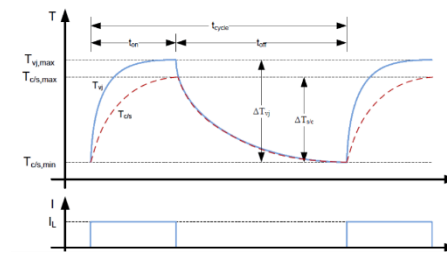 T
t_cycle
t_on
t_off
T_vj,max
T_c/s,max
T_vj
T_c/s
ΔT_vj
ΔT_s/c
T_c/s,min
I
I_L